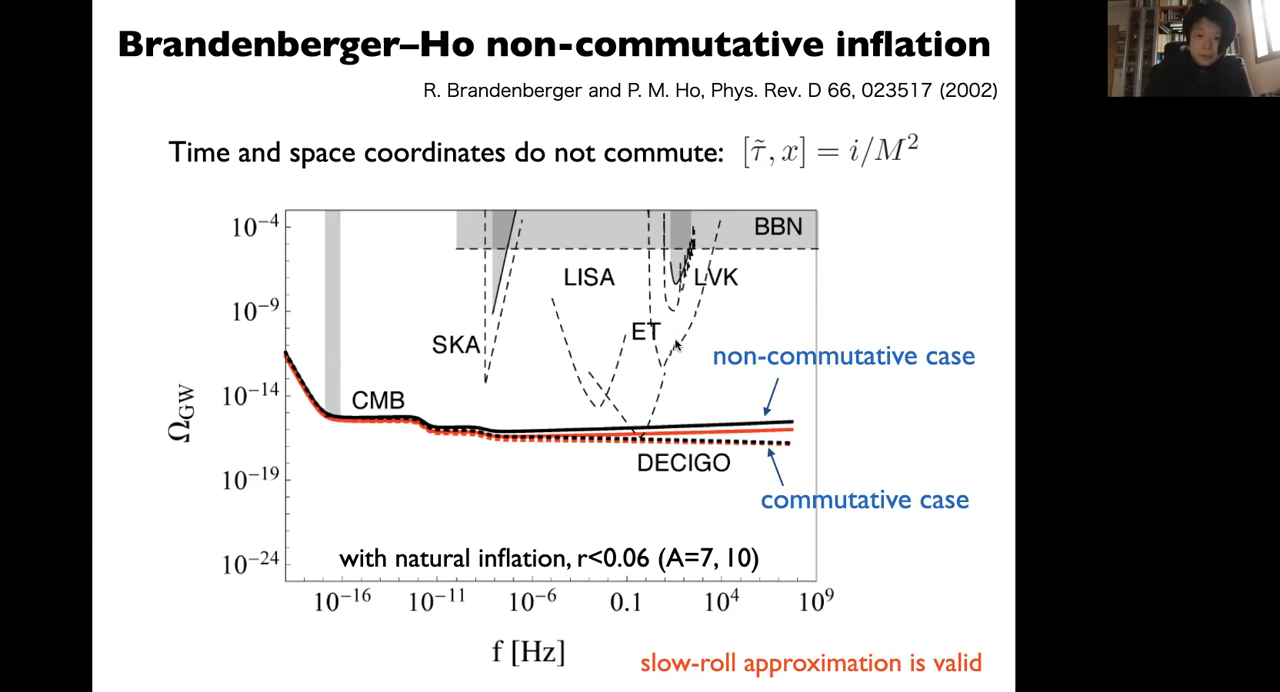 Brandenberger–Ho non-commutative inflation
R. Brandenberger and P. M. Ho, Phys. Rev. D 66, 023517 (2002)
Time and space coordinates do not commute: [τ̃, x] = i/M²
10⁻⁴
BBN
LISA
LVK
10⁻⁹
SKA
ET
non-commutative case
10⁻¹⁴
CMB
Ω_GW
DECIGO
10⁻¹⁹
commutative case
with natural inflation, r<0.06 (A=7, 10)
10⁻²⁴
10⁻¹⁶ 10⁻¹¹ 10⁻⁶ 0.1 10⁴ 10⁹
f [Hz]
slow-roll approximation is valid